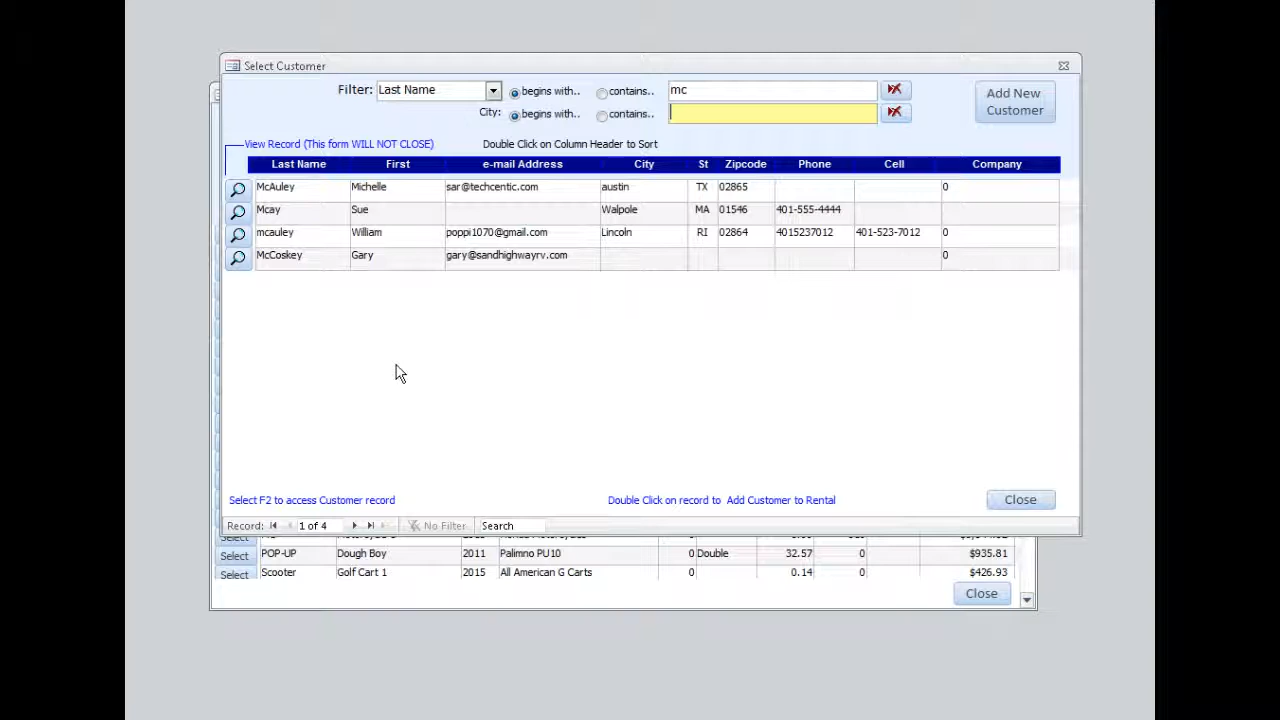 Select Customer
Filter: Last Name begins with.. contains.. mc
Add New Customer
City: begins with.. contains..
View Record (This form WILL NOT CLOSE) Double Click on Column Header to Sort
Last Name First e-mail Address City St Zipcode Phone Cell Company
McAuley Michelle sar@techcentic.com austin TX 02865 0
Mcay Sue Walpole MA 01546 401-555-4444
mcauley William poppi1070@gmail.com Lincoln RI 02864 4015237012 401-523-7012 0
McCoskey Gary gary@sandhighwayrv.com 0
Select F2 to access Customer record Double Click on record to Add Customer to Rental Close
Record: 1 of 4 No Filter Search
Select
Select POP-UP Dough Boy 2011 Palimno PU10 0 Double 32.57 0 $935.81
Select Scooter Golf Cart 1 2015 All American G Carts 0 0.14 0 $426.93
Close